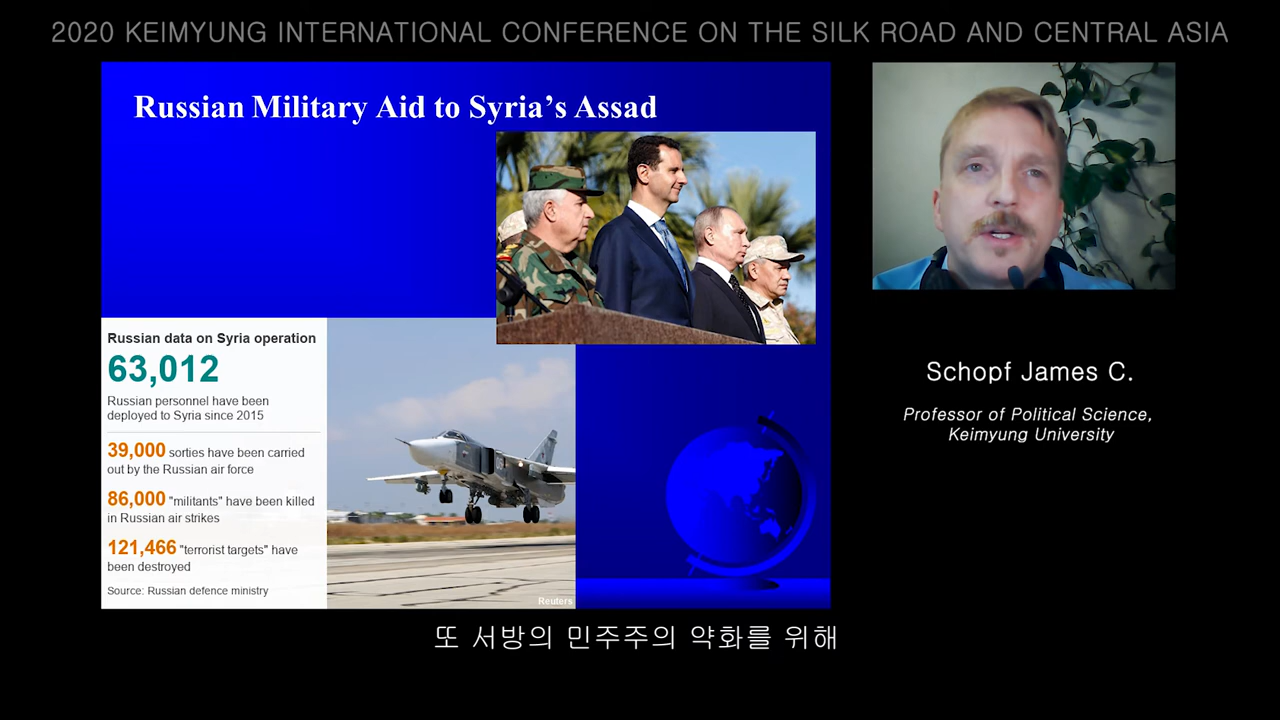 2020 KEIMYUNG INTERNATIONAL CONFERENCE ON THE SILK ROAD AND CENTRAL ASIA
Russian Military Aid to Syria’s Assad
Russian data on Syria operation
63,012
Russian personnel have been
deployed to Syria since 2015
39,000 sorties have been carried
out by the Russian air force
86,000 "militants" have been killed
in Russian air strikes
121,466 "terrorist targets" have
been destroyed
Source: Russian defence ministry
Reuters
Schopf James C.
Professor of Political Science,
Keimyung University
또 서방의 민주주의 약화를 위해